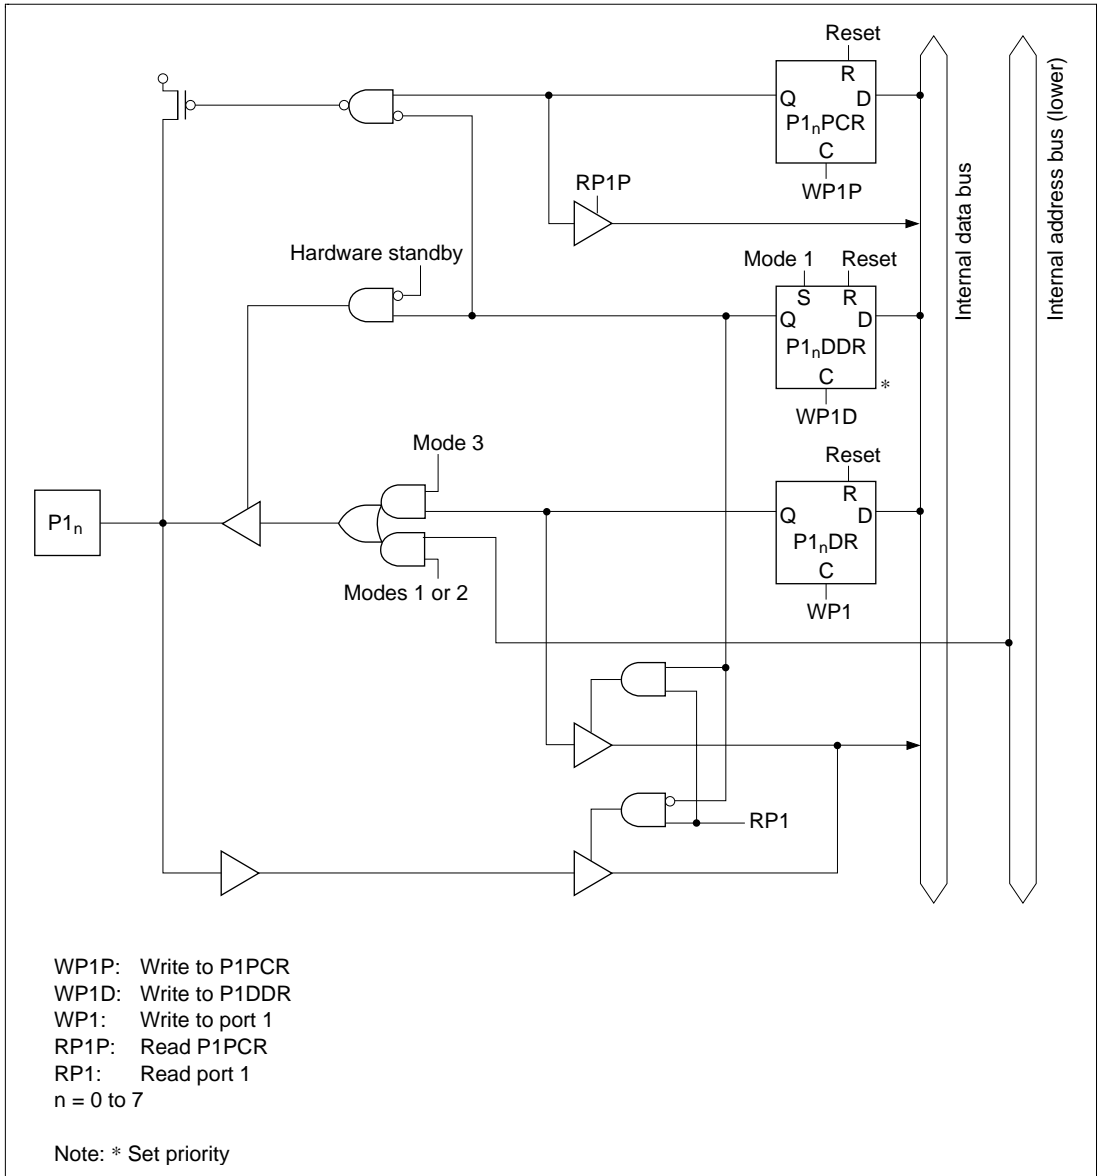 Reset
R
Q D
P1nPCR
C
WP1P
RP1P
Hardware standby
Mode 1 Reset
S R
Q D
P1nDDR
C
*
WP1D
Mode 3
Reset
R
Q D
P1nDR
C
WP1
P1n
Modes 1 or 2
RP1
Internal data bus
Internal address bus (lower)
WP1P: Write to P1PCR
WP1D: Write to P1DDR
WP1: Write to port 1
RP1P: Read P1PCR
RP1: Read port 1
n = 0 to 7
Note: * Set priority